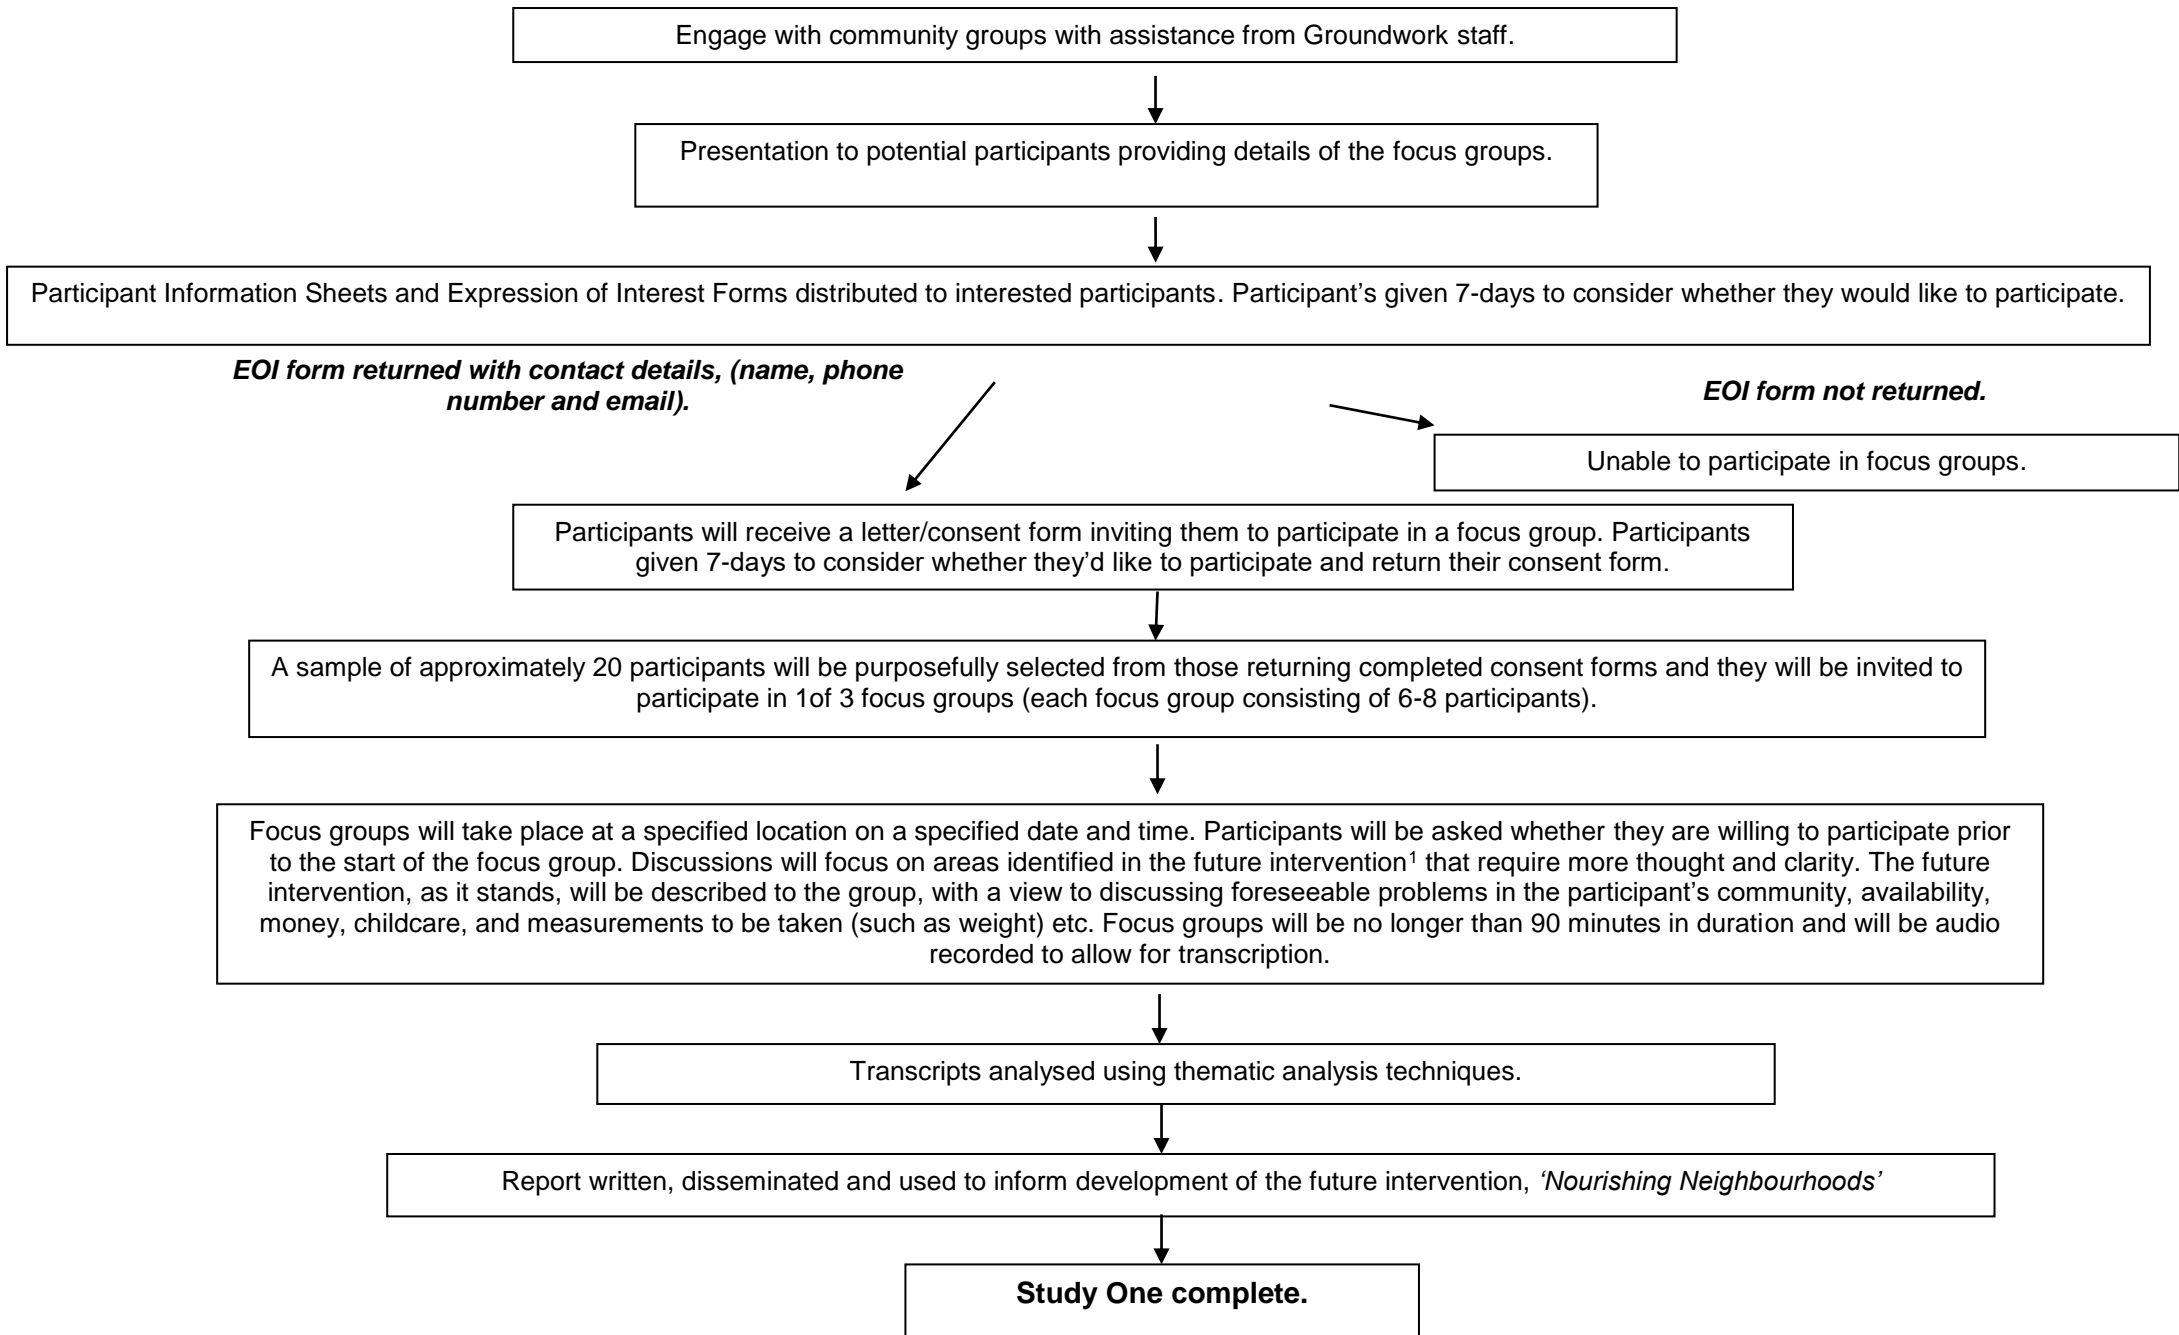 Engage with community groups with assistance from Groundwork staff.
Presentation to potential participants providing details of the focus groups.
Participant Information Sheets and Expression of Interest Forms distributed to interested participants. Participant’s given 7-days to consider whether they would like to participate.
EOI form returned with contact details, (name, phone
number and email).
EOI form not returned.
Unable to participate in focus groups.
Participants will receive a letter/consent form inviting them to participate in a focus group. Participants
given 7-days to consider whether they’d like to participate and return their consent form.
A sample of approximately 20 participants will be purposefully selected from those returning completed consent forms and they will be invited to
participate in 1of 3 focus groups (each focus group consisting of 6-8 participants).
Focus groups will take place at a specified location on a specified date and time. Participants will be asked whether they are willing to participate prior
to the start of the focus group. Discussions will focus on areas identified in the future intervention¹ that require more thought and clarity. The future
intervention, as it stands, will be described to the group, with a view to discussing foreseeable problems in the participant’s community, availability,
money, childcare, and measurements to be taken (such as weight) etc. Focus groups will be no longer than 90 minutes in duration and will be audio
recorded to allow for transcription.
Transcripts analysed using thematic analysis techniques.
Report written, disseminated and used to inform development of the future intervention, ‘Nourishing Neighbourhoods’
Study One complete.